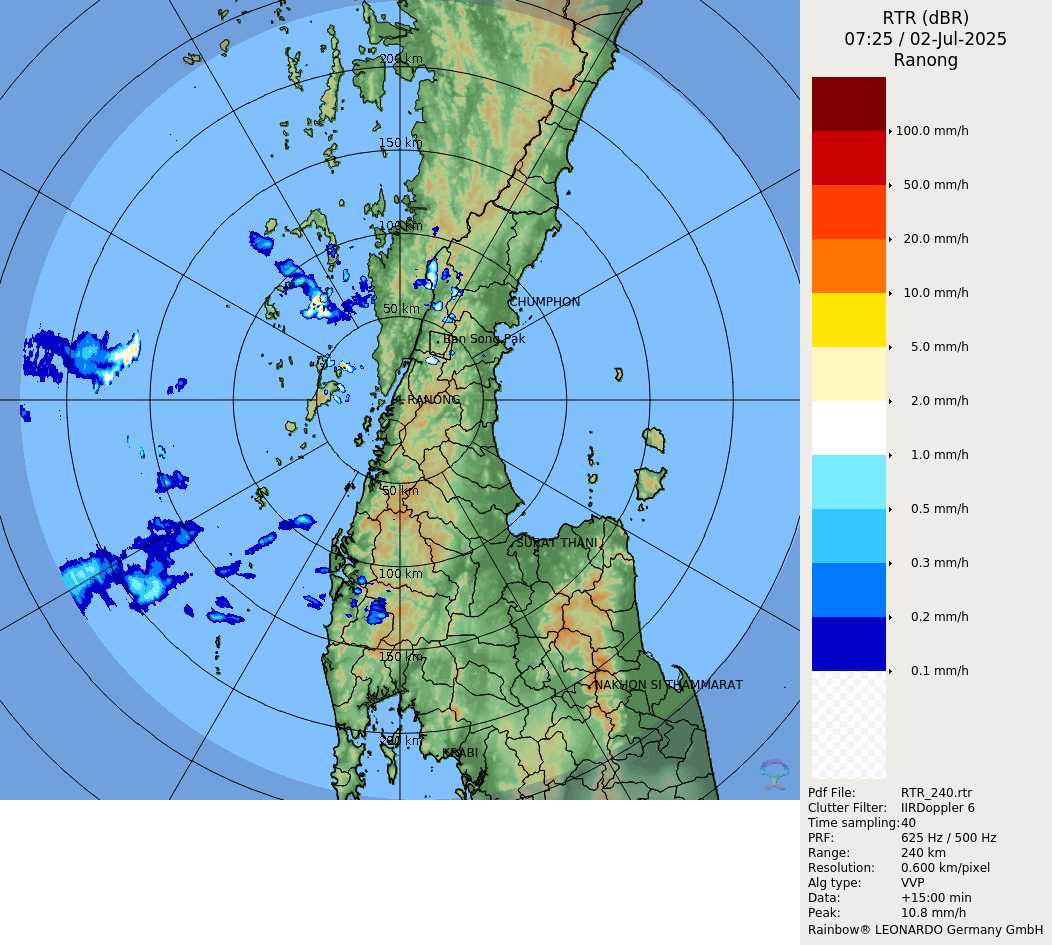 RTR (dBR)
07:25 / 02-Jul-2025
Ranong
100.0 mm/h
50.0 mm/h
20.0 mm/h
10.0 mm/h
5.0 mm/h
2.0 mm/h
1.0 mm/h
0.5 mm/h
0.3 mm/h
0.2 mm/h
0.1 mm/h
Pdf File: RTR_240.rtr
Clutter Filter: IIRDoppler 6
Time sampling: 40
PRF: 625 Hz / 500 Hz
Range: 240 km
Resolution: 0.600 km/pixel
Alg type: VVP
Data: +15:00 min
Peak: 10.8 mm/h
Rainbow® LEONARDO Germany GmbH
200 km
150 km
100 km
50 km
CHUMPHON
Ban Song Pak
RANONG
50 km
SURAT THANI
100 km
150 km
NAKHON SI THAMMARAT
200 km
KRABI